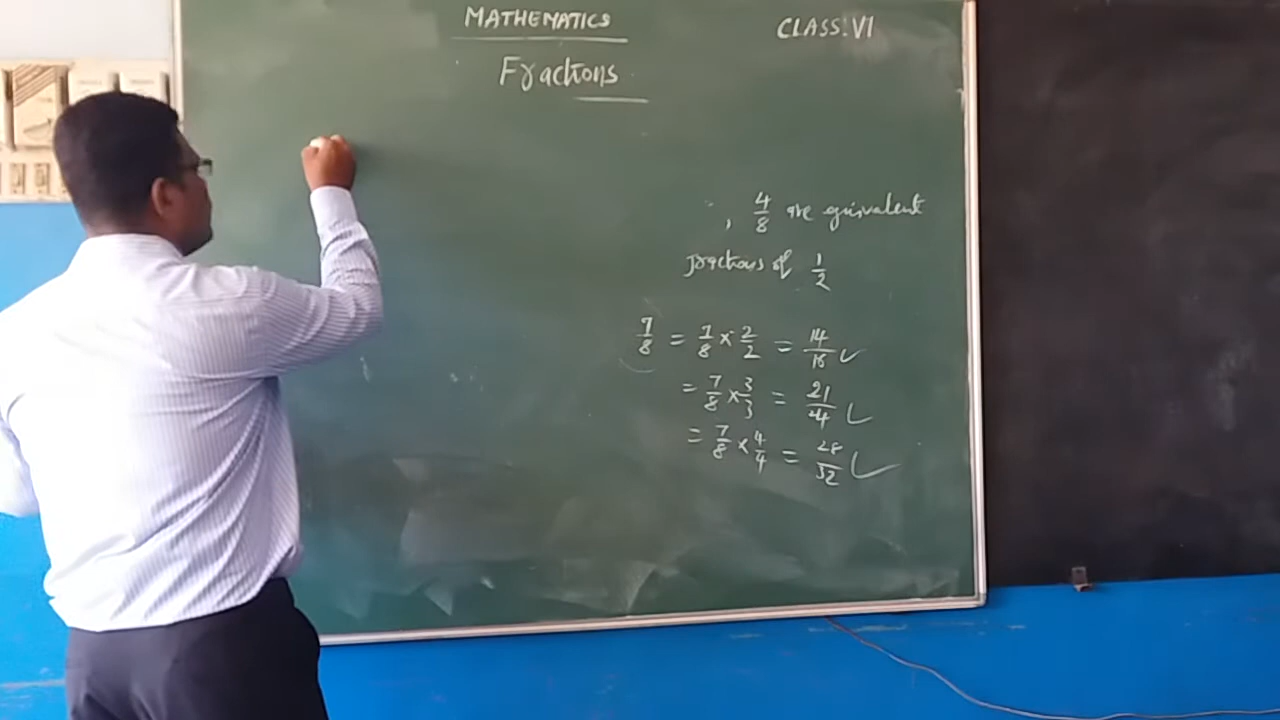 MATHEMATICS
CLASS: VI
Fractions
, 4/8 are equivalent
fractions of 1/2
7/8 = 7/8 × 2/2 = 14/16
= 7/8 × 3/3 = 21/24
= 7/8 × 4/4 = 28/32